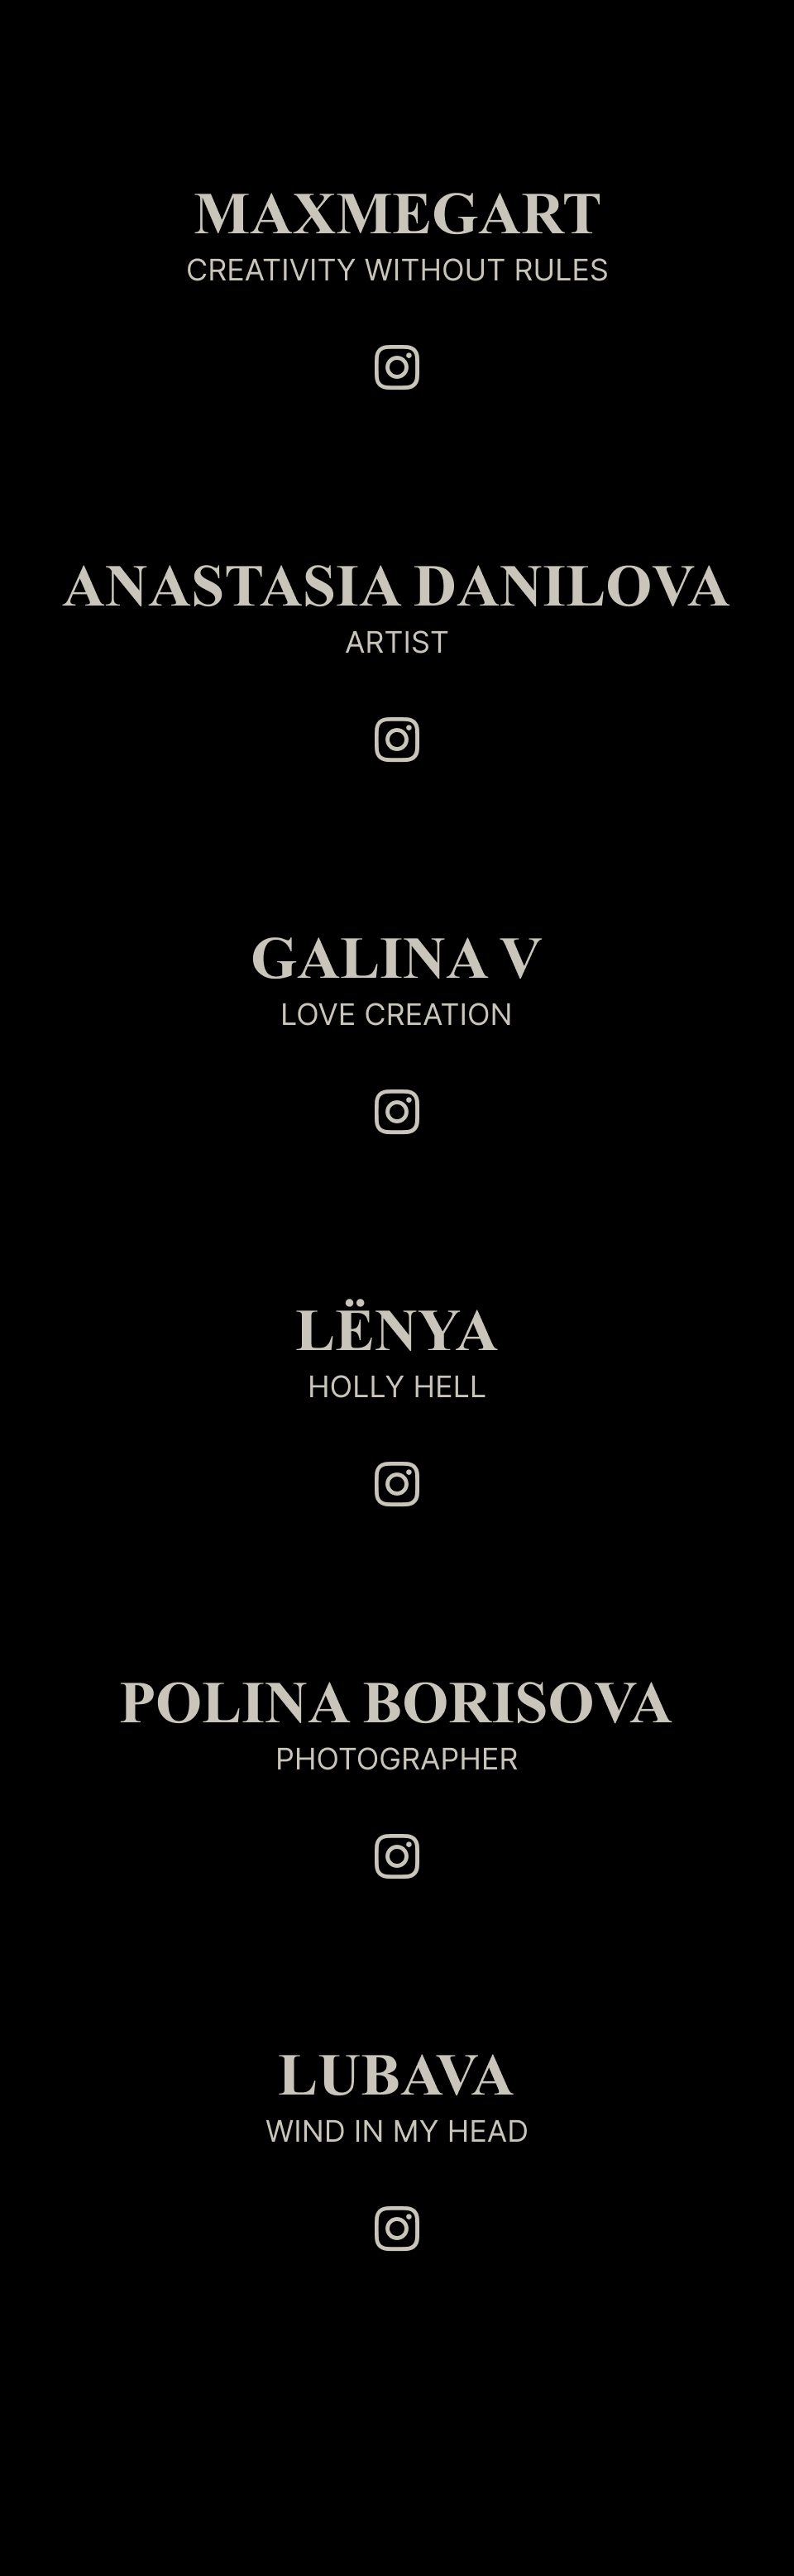 MAXMEGART
CREATIVITY WITHOUT RULES
ANASTASIA DANILOVA
ARTIST
GALINA V
LOVE CREATION
LЁNYA
HOLLY HELL
POLINA BORISOVA
PHOTOGRAPHER
LUBAVA
WIND IN MY HEAD